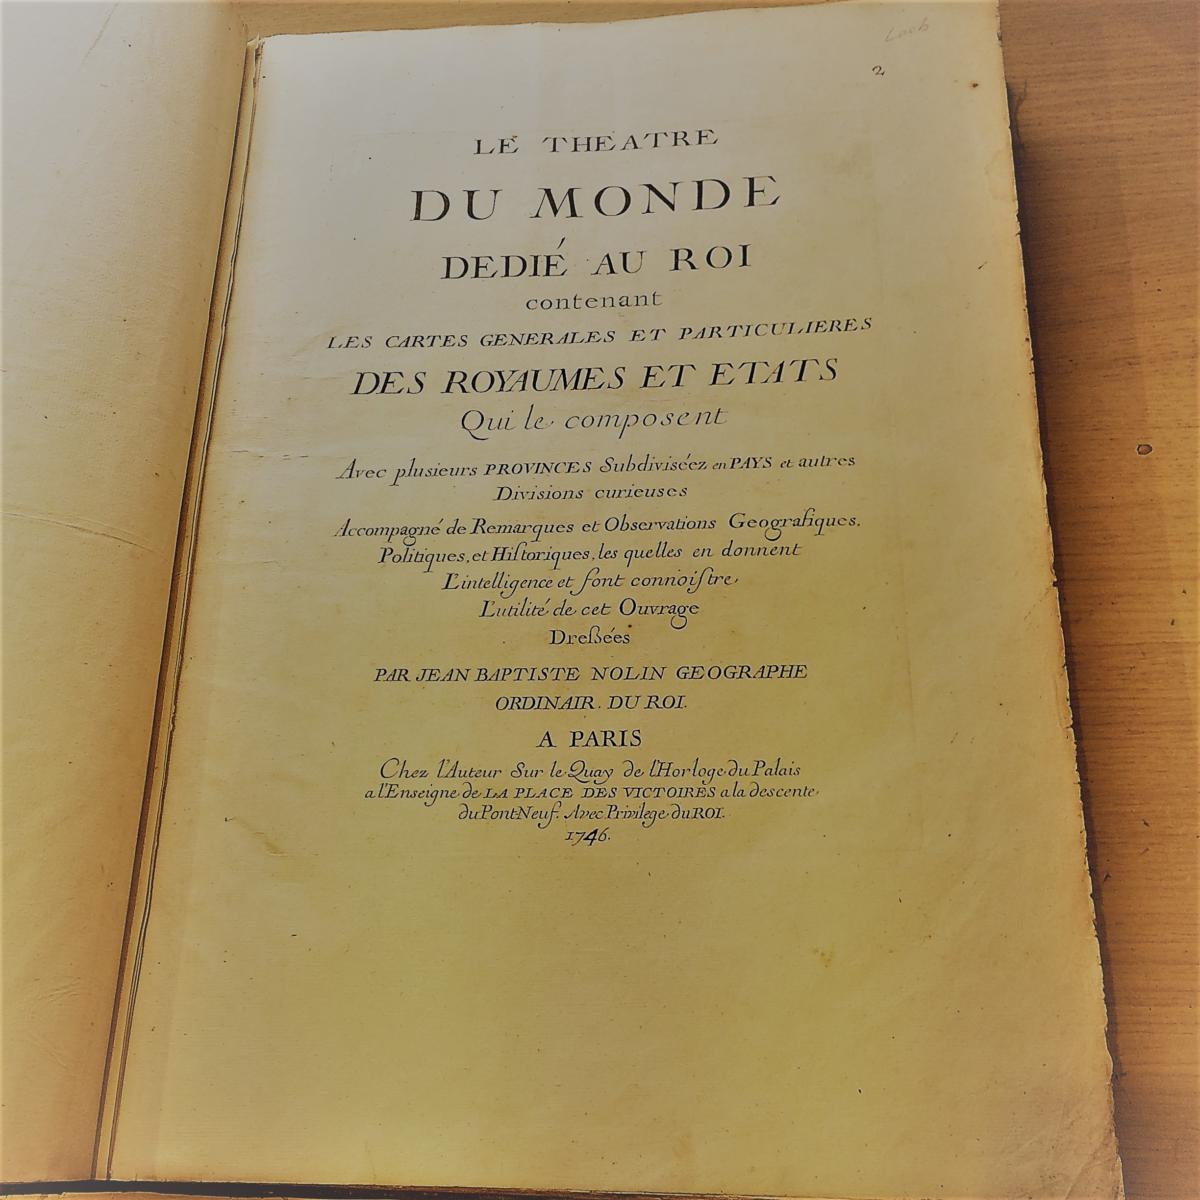 2
LE THEATRE
DU MONDE
DEDIÉ AU ROI
contenant
LES CARTES GENERALES ET PARTICULIERES
DES ROYAUMES ET ETATS
Qui le composent
Avec plusieurs PROVINCES Subdiviséez en PAYS et autres
Divisions curieuses
Accompagné de Remarques et Observations Geografiques,
Politiques, et Hiſtoriques, les quelles en donnent
L'intelligence et font connoiſtre,
L'utilité de cet Ouvrage
Dreßées
PAR JEAN BAPTISTE NOLIN GEOGRAPHE
ORDINAIR. DU ROI.
A PARIS
Chez l'Auteur Sur le Quay de l'Horloge du Palais
a l'Enseigne de LA PLACE DES VICTOIRES a la descente
du Pont Neuf. Avec Privilege du ROI.
1746.